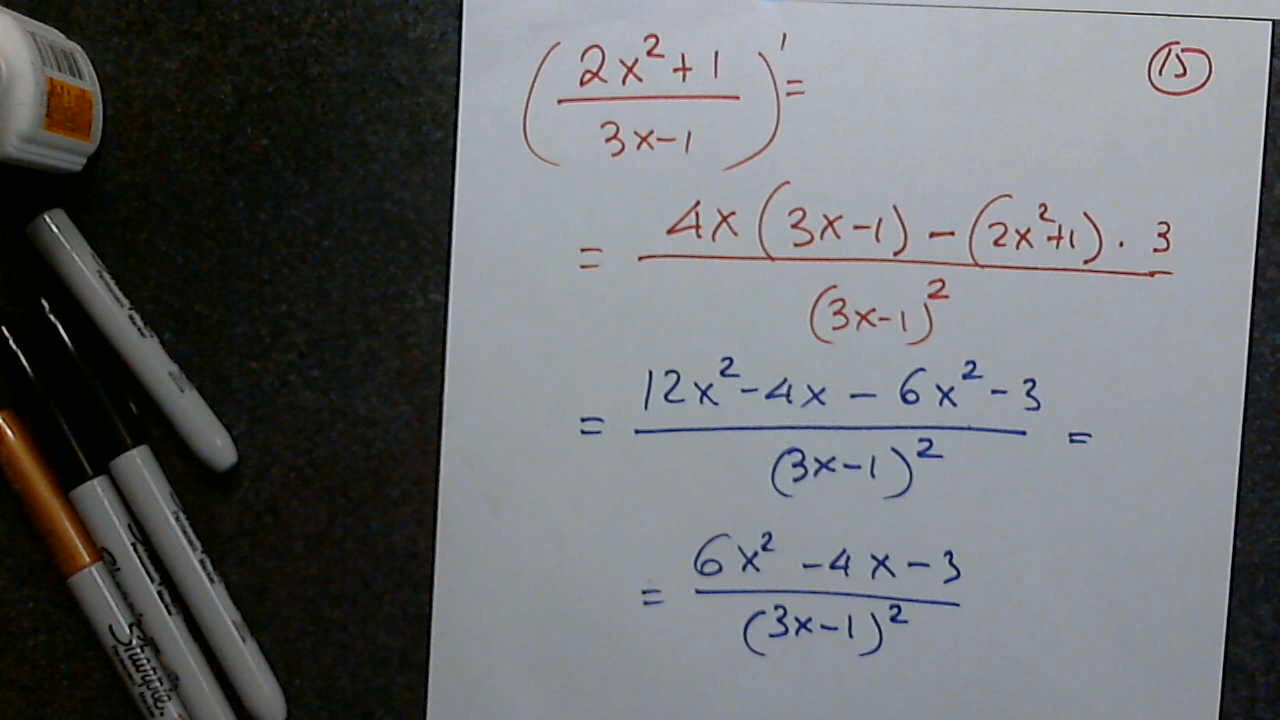 (15)
(2x²+1 / 3x-1)' =
= 4x(3x-1) - (2x²+1) · 3 / (3x-1)²
= 12x² - 4x - 6x² - 3 / (3x-1)² =
= 6x² - 4x - 3 / (3x-1)²
Sharpie